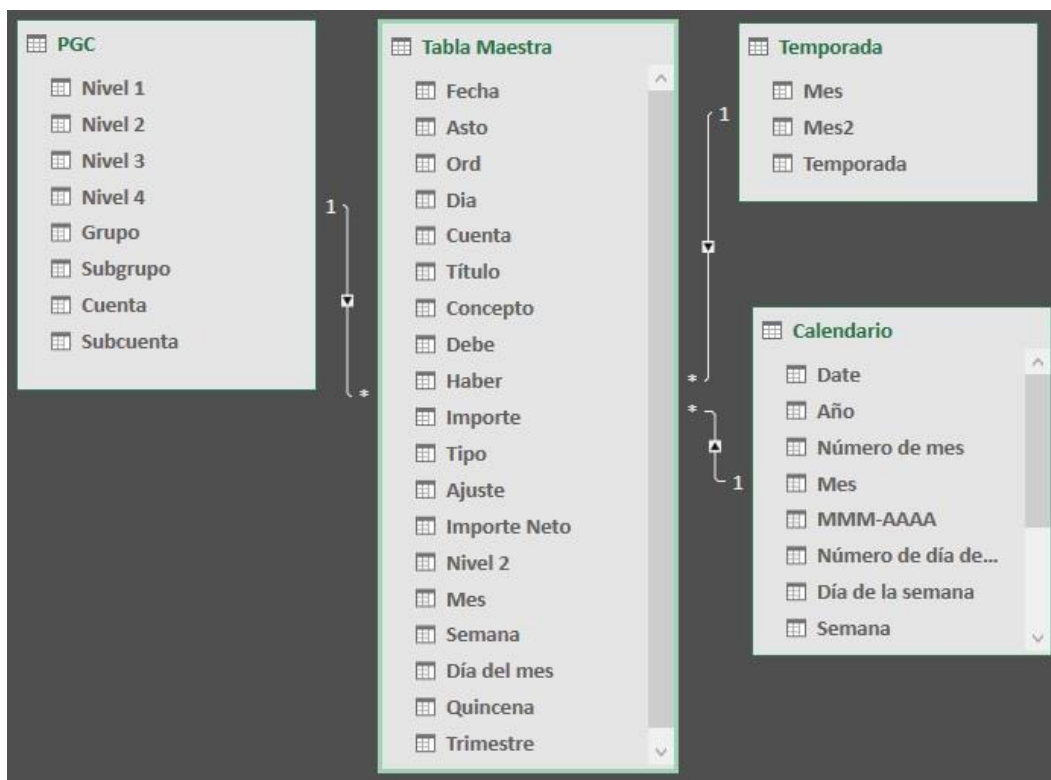 PGC
Nivel 1
Nivel 2
Nivel 3
Nivel 4
Grupo
Subgrupo
Cuenta
Subcuenta
1
*
Tabla Maestra
Fecha
Asto
Ord
Dia
Cuenta
Título
Concepto
Debe
Haber
Importe
Tipo
Ajuste
Importe Neto
Nivel 2
Mes
Semana
Día del mes
Quincena
Trimestre
1
*
*
1
Temporada
Mes
Mes2
Temporada
Calendario
Date
Año
Número de mes
Mes
MMM-AAAA
Número de día de...
Día de la semana
Semana